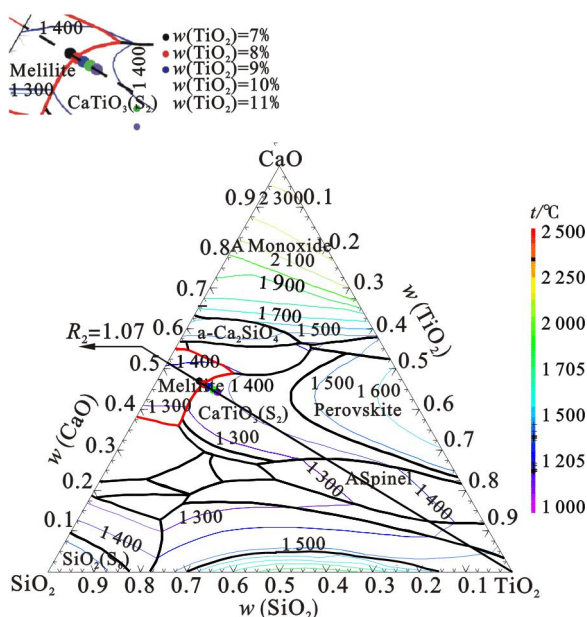 1 400
w(TiO₂)=7%
w(TiO₂)=8%
Melilite
1 400
w(TiO₂)=9%
1 300
w(TiO₂)=10%
CaTiO₃(S₂)
w(TiO₂)=11%
CaO
0.9
2 300
0.1
t/℃
2 500
0.8
A Monoxide
0.2
2 250
2 100
0.3
0.7
1 900
2 000
w(TiO₂)
1 700
0.4
0.6
R₂=1.07
a-Ca₂SiO₄
1 500
1 750
0.5
0.5
1 400
1 500
Melilite
1 400
1 500
0.6
1 600
0.4
1 300
CaTiO₃(S₂)
Perovskite
w(CaO)
1 205
0.7
0.3
1 300
1 125
0.2
ASpinel
0.8
1 300
1 000
0.1
1 300
1 400
0.9
1 400
SiO₂(S
1 500
SiO₂
0.9
0.8
0.7
0.6
0.5
0.4
0.3
0.2
0.1
TiO₂
w(SiO₂)